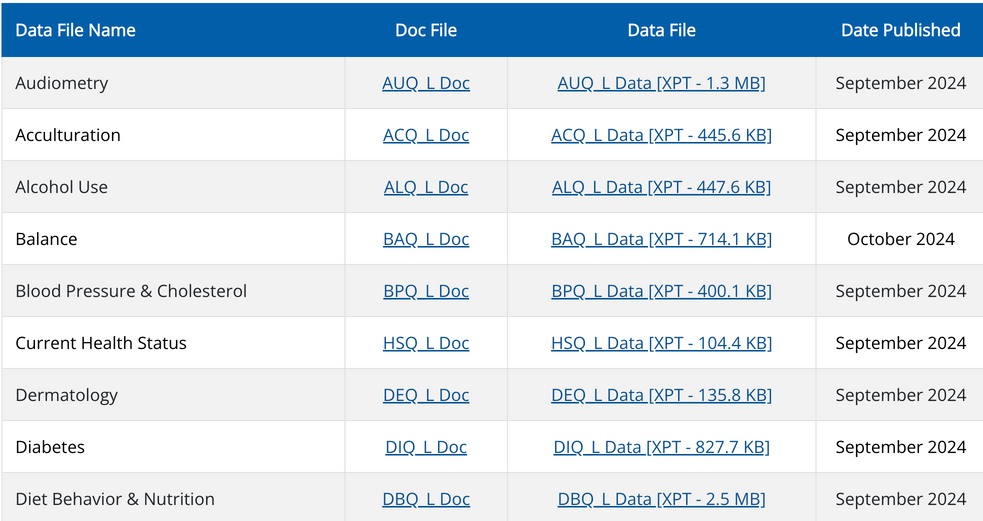 Data File Name Doc File Data File Date Published
Audiometry AUQ_L Doc AUQ_L Data [XPT - 1.3 MB] September 2024
Acculturation ACQ_L Doc ACQ_L Data [XPT - 445.6 KB] September 2024
Alcohol Use ALQ_L Doc ALQ_L Data [XPT - 447.6 KB] September 2024
Balance BAQ_L Doc BAQ_L Data [XPT - 714.1 KB] October 2024
Blood Pressure & Cholesterol BPQ_L Doc BPQ_L Data [XPT - 400.1 KB] September 2024
Current Health Status HSQ_L Doc HSQ_L Data [XPT - 104.4 KB] September 2024
Dermatology DEQ_L Doc DEQ_L Data [XPT - 135.8 KB] September 2024
Diabetes DIQ_L Doc DIQ_L Data [XPT - 827.7 KB] September 2024
Diet Behavior & Nutrition DBQ_L Doc DBQ_L Data [XPT - 2.5 MB] September 2024